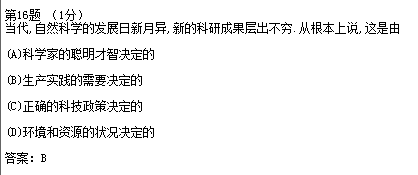 第16题 (1分)
当代,自然科学的发展日新月异,新的科研成果层出不穷.从根本上说,这是由
(A)科学家的聪明才智决定的
(B)生产实践的需要决定的
(C)正确的科技政策决定的
(D)环境和资源的状况决定的
答案: B